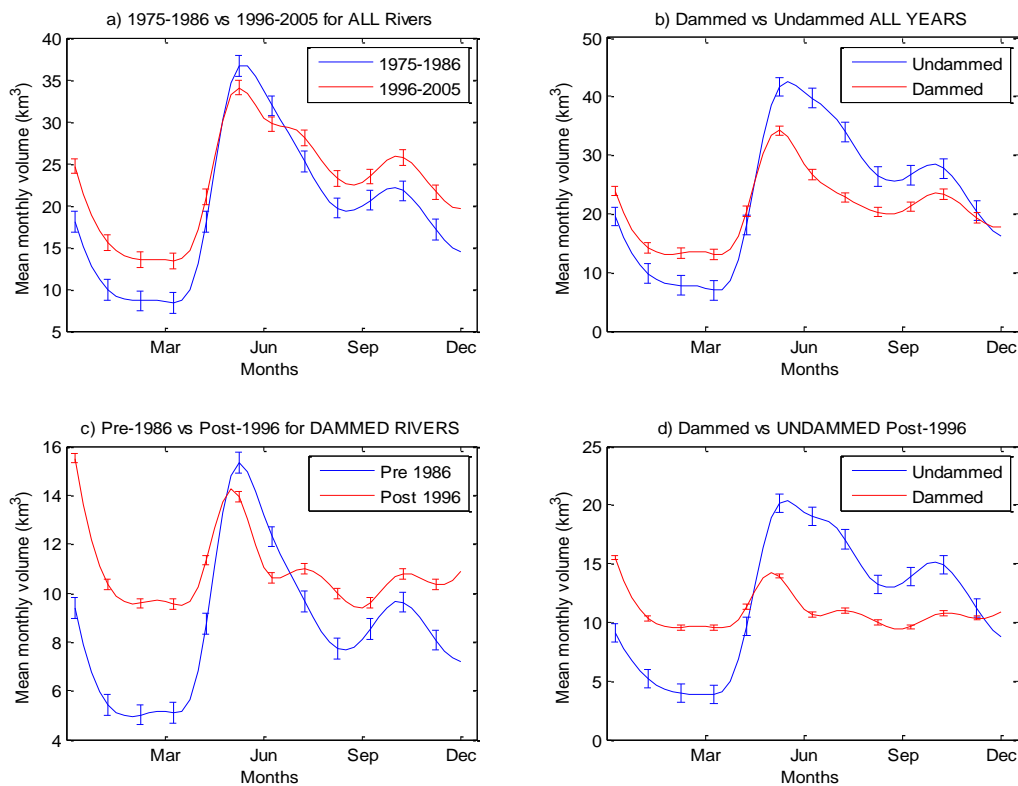 a) 1975-1986 vs 1996-2005 for ALL Rivers
Mean monthly volume (km³)
40
35
30
25
20
15
10
5
1975-1986
1996-2005
Mar
Jun
Sep
Dec
Months
b) Dammed vs Undammed ALL YEARS
Mean monthly volume (km³)
50
40
30
20
10
0
Undammed
Dammed
Mar
Jun
Sep
Dec
Months
c) Pre-1986 vs Post-1996 for DAMMED RIVERS
Mean monthly volume (km³)
16
14
12
10
8
6
4
Pre 1986
Post 1996
Mar
Jun
Sep
Dec
Months
d) Dammed vs UNDAMMED Post-1996
Mean monthly volume (km³)
25
20
15
10
5
0
Undammed
Dammed
Mar
Jun
Sep
Dec
Months